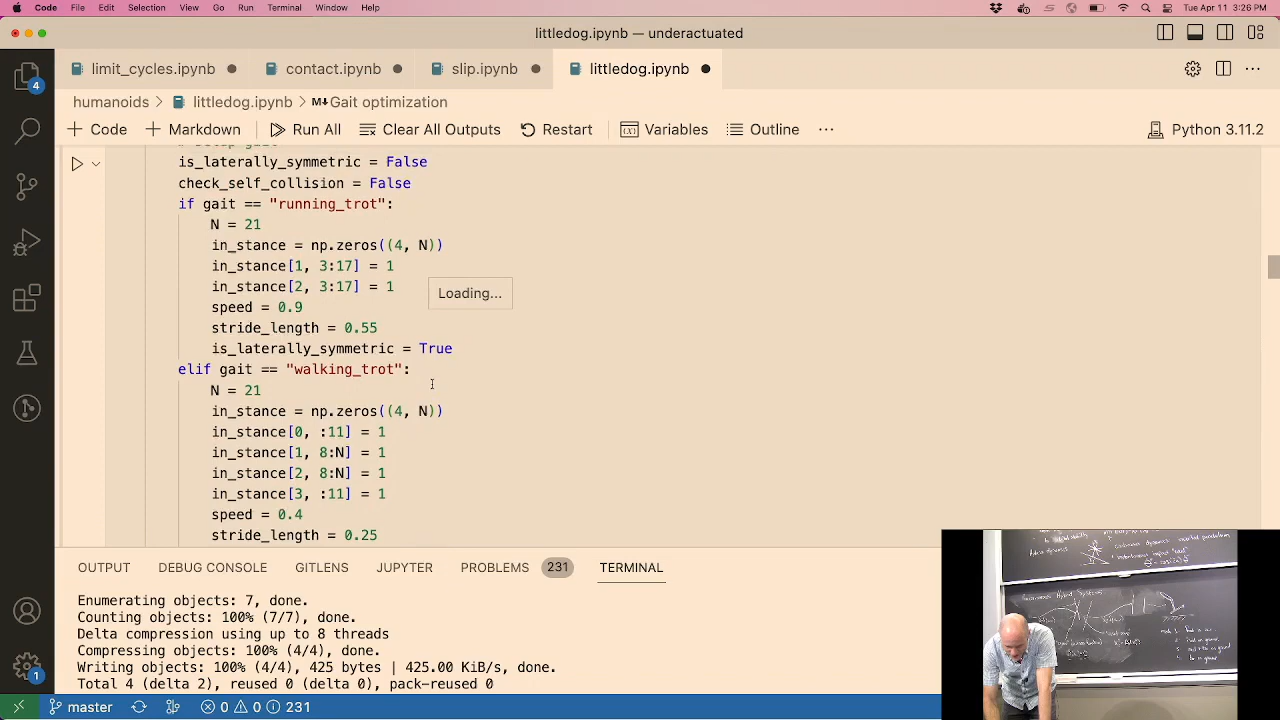 Code File Edit Selection View Go Run Terminal Window Help Tue Apr 11 3:26 PM
littledog.ipynb — underactuated
limit_cycles.ipynb contact.ipynb slip.ipynb littledog.ipynb
humanoids > littledog.ipynb > M↓Gait optimization
+ Code + Markdown Run All Clear All Outputs Restart Variables Outline ... Python 3.11.2
4
is_laterally_symmetric = False
check_self_collision = False
if gait == "running_trot":
N = 21
in_stance = np.zeros((4, N))
in_stance[1, 3:17] = 1
in_stance[2, 3:17] = 1
Loading...
speed = 0.9
stride_length = 0.55
is_laterally_symmetric = True
elif gait == "walking_trot":
N = 21
in_stance = np.zeros((4, N))
in_stance[0, :11] = 1
in_stance[1, 8:N] = 1
in_stance[2, 8:N] = 1
in_stance[3, :11] = 1
speed = 0.4
stride_length = 0.25
OUTPUT DEBUG CONSOLE GITLENS JUPYTER PROBLEMS 231 TERMINAL
Enumerating objects: 7, done.
Counting objects: 100% (7/7), done.
Delta compression using up to 8 threads
Compressing objects: 100% (4/4), done.
Writing objects: 100% (4/4), 425 bytes | 425.00 KiB/s, done.
Total 4 (delta 2), reused 0 (delta 0), pack-reused 0
1
master 0 0 231